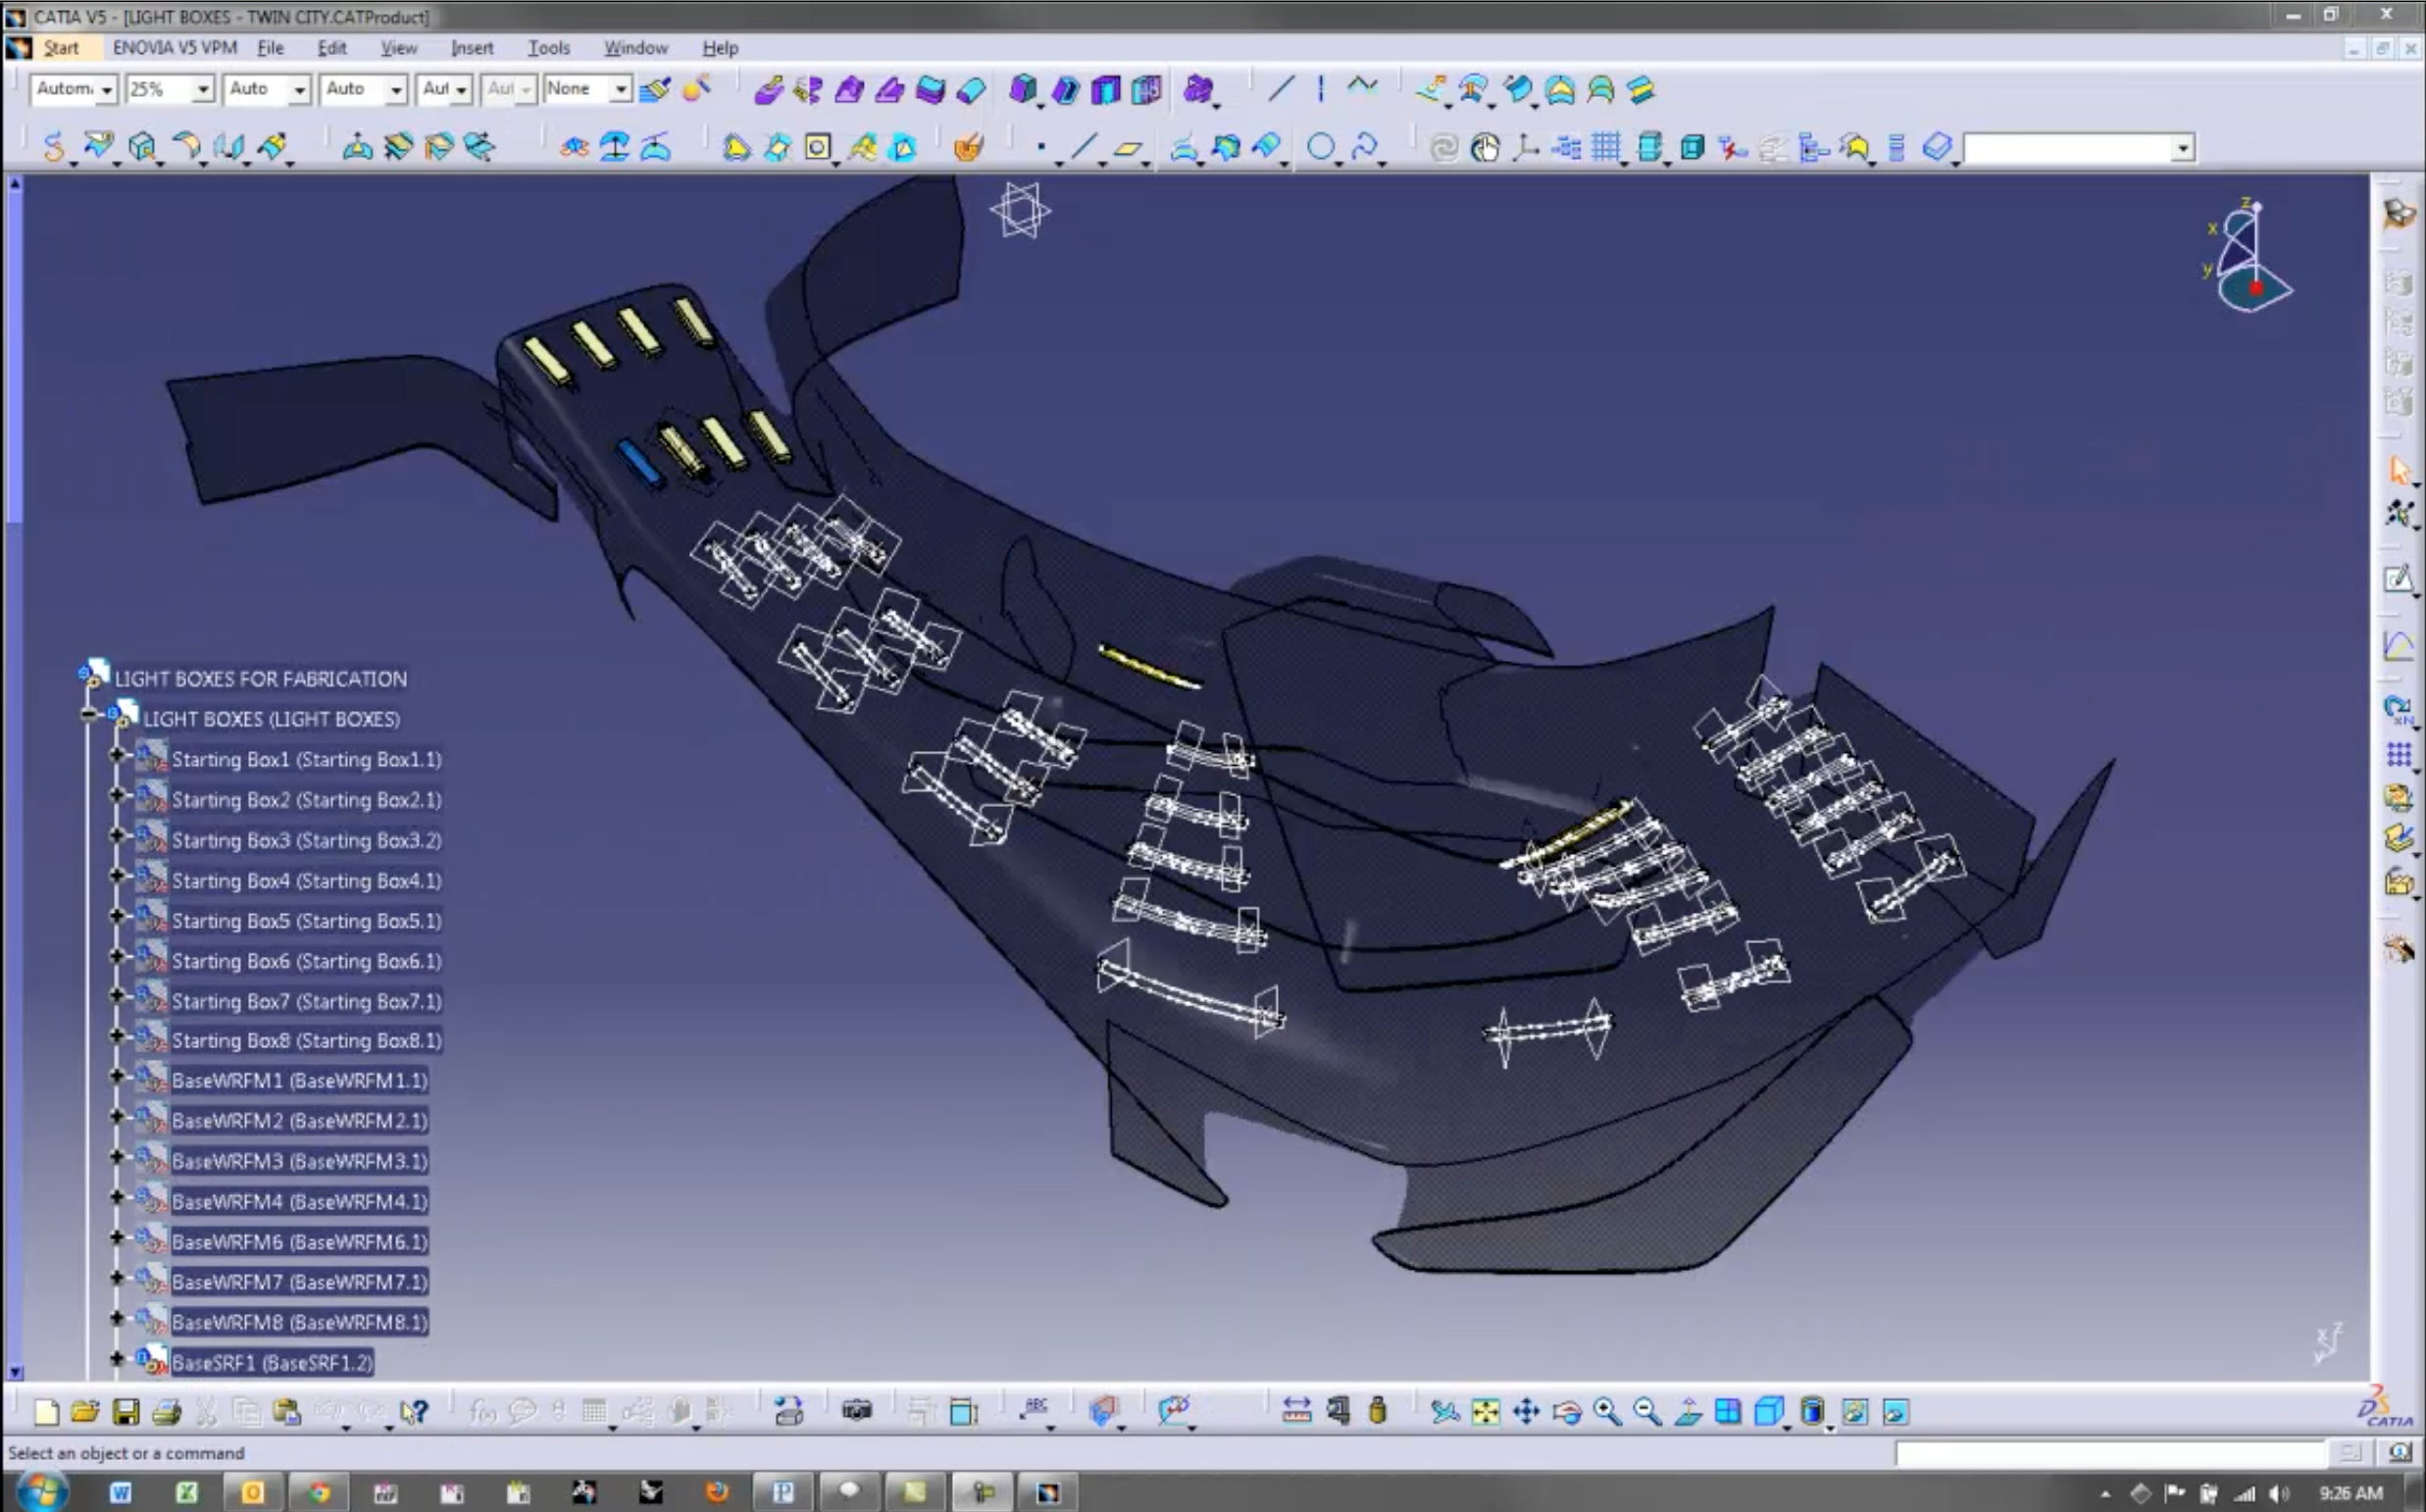 CATIA V5 - [LIGHT BOXES - TWIN CITY.CATProduct]
Start ENOVIA V5 VPM File Edit View Insert Tools Window Help
Autom 25% Auto Auto Aut Aut None
z
x
y
LIGHT BOXES FOR FABRICATION
LIGHT BOXES (LIGHT BOXES)
Starting Box1 (Starting Box1.1)
Starting Box2 (Starting Box2.1)
Starting Box3 (Starting Box3.2)
Starting Box4 (Starting Box4.1)
Starting Box5 (Starting Box5.1)
Starting Box6 (Starting Box6.1)
Starting Box7 (Starting Box7.1)
Starting Box8 (Starting Box8.1)
BaseWRFM1 (BaseWRFM1.1)
BaseWRFM2 (BaseWRFM2.1)
BaseWRFM3 (BaseWRFM3.1)
BaseWRFM4 (BaseWRFM4.1)
BaseWRFM6 (BaseWRFM6.1)
BaseWRFM7 (BaseWRFM7.1)
BaseWRFM8 (BaseWRFM8.1)
BaseSRF1 (BaseSRF1.2)
ABC
CATIA
Select an object or a command
9:26 AM